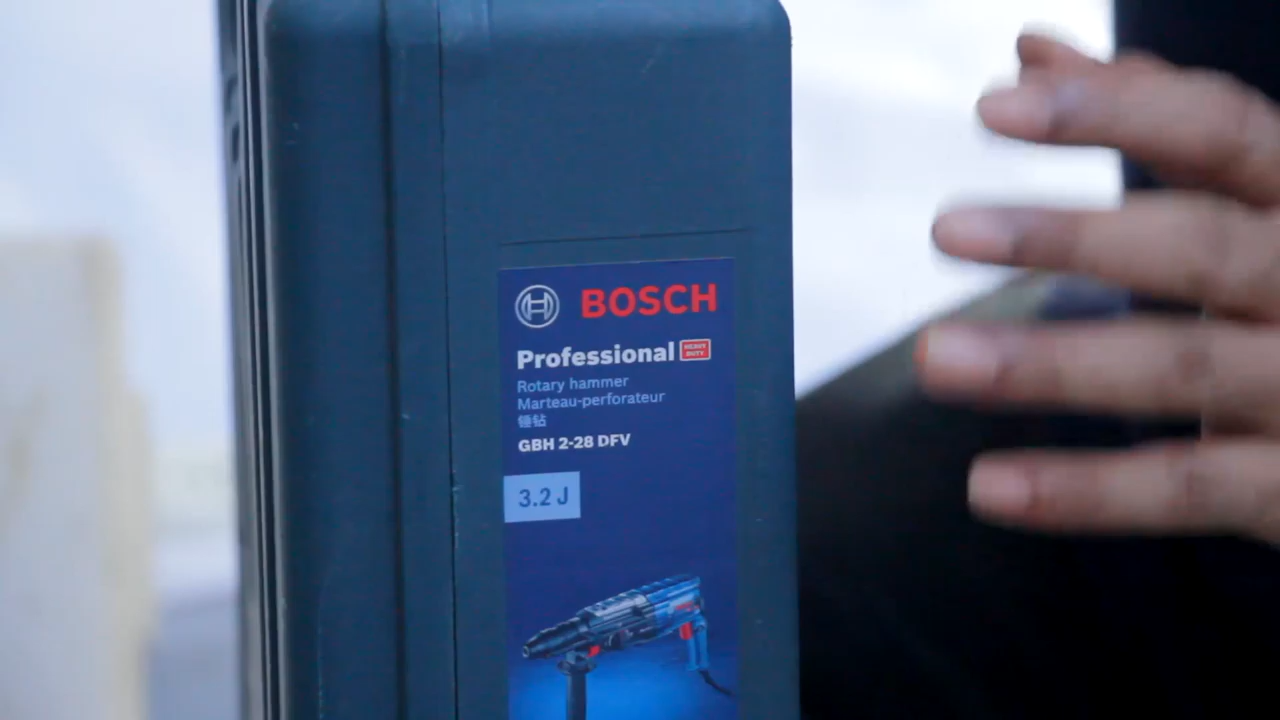 BOSCH
Professional HEAVY DUTY
Rotary hammer
Marteau-perforateur
锤钻
GBH 2-28 DFV
3.2 J